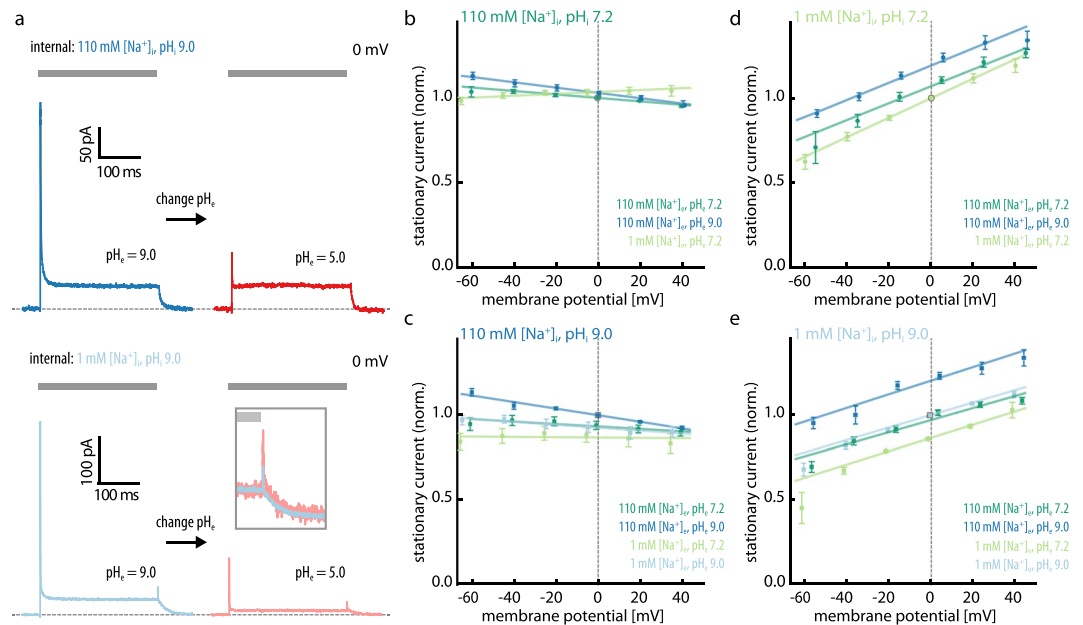 a
internal: 110 mM [Na⁺]ᵢ, pHᵢ 9.0
0 mV
50 pA
100 ms
change pHₑ
pHₑ = 9.0
pHₑ = 5.0
internal: 1 mM [Na⁺]ᵢ, pHᵢ 9.0
0 mV
100 pA
100 ms
change pHₑ
pHₑ = 9.0
pHₑ = 5.0
b
110 mM [Na⁺]ᵢ, pHᵢ 7.2
stationary current (norm.)
1.0
0.5
0.0
110 mM [Na⁺]ₑ, pHₑ 7.2
110 mM [Na⁺]ₑ, pHₑ 9.0
1 mM [Na⁺]ₑ, pHₑ 7.2
-60 -40 -20 0 20 40
membrane potential [mV]
c
110 mM [Na⁺]ᵢ, pHᵢ 9.0
stationary current (norm.)
1.0
0.5
0.0
110 mM [Na⁺]ₑ, pHₑ 7.2
110 mM [Na⁺]ₑ, pHₑ 9.0
1 mM [Na⁺]ₑ, pHₑ 7.2
1 mM [Na⁺]ₑ, pHₑ 9.0
-60 -40 -20 0 20 40
membrane potential [mV]
d
1 mM [Na⁺]ᵢ, pHᵢ 7.2
stationary current (norm.)
1.0
0.5
0.0
110 mM [Na⁺]ₑ, pHₑ 7.2
110 mM [Na⁺]ₑ, pHₑ 9.0
1 mM [Na⁺]ₑ, pHₑ 7.2
-60 -40 -20 0 20 40
membrane potential [mV]
e
1 mM [Na⁺]ᵢ, pHᵢ 9.0
stationary current (norm.)
1.0
0.5
0.0
110 mM [Na⁺]ₑ, pHₑ 7.2
110 mM [Na⁺]ₑ, pHₑ 9.0
1 mM [Na⁺]ₑ, pHₑ 7.2
1 mM [Na⁺]ₑ, pHₑ 9.0
-60 -40 -20 0 20 40
membrane potential [mV]